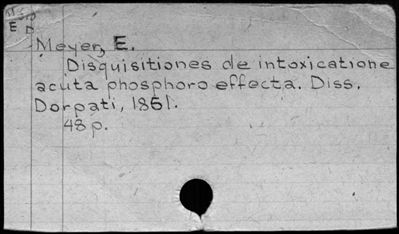 E
Meyer, E.
Disquisitiones de intoxicatione
acuta phosphoro effecta. Diss.
Dorpati, 1861.
48 p.